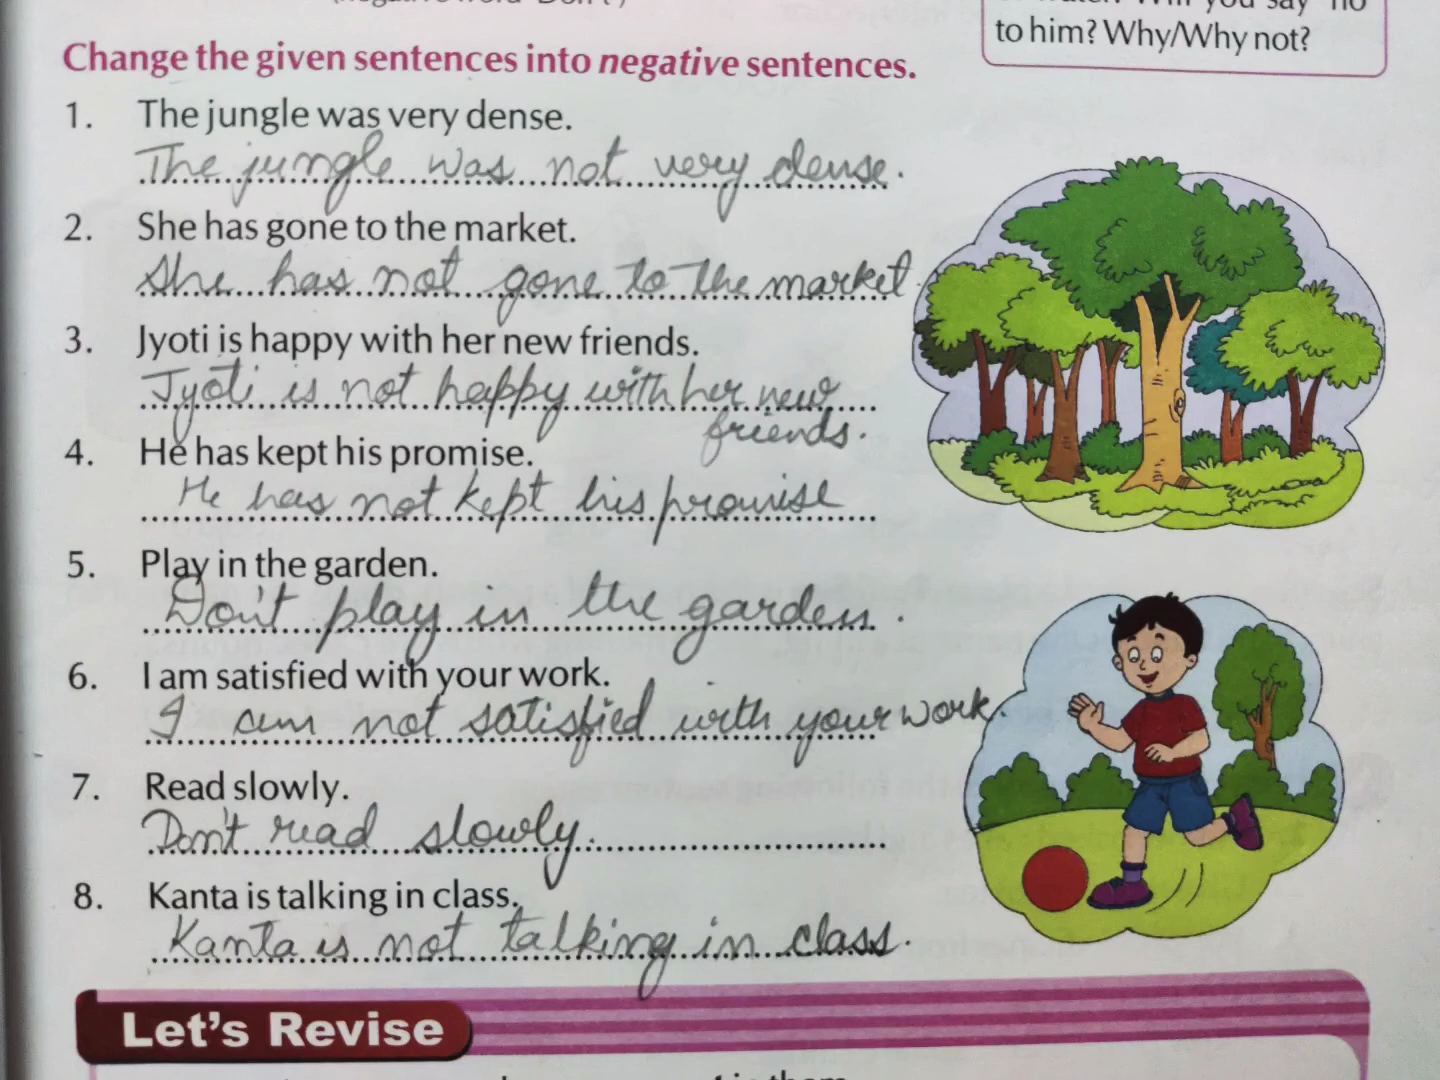 to him? Why/Why not?
Change the given sentences into negative sentences.
1. The jungle was very dense.
The jungle was not very dense.
2. She has gone to the market.
She has not gone to the market.
3. Jyoti is happy with her new friends.
Jyoti is not happy with her new
friends.
4. He has kept his promise.
He has not kept his promise
5. Play in the garden.
Don't play in the garden.
6. I am satisfied with your work.
I am not satisfied with your work.
7. Read slowly.
Don't read slowly.
8. Kanta is talking in class.
Kanta is not talking in class.
Let's Revise